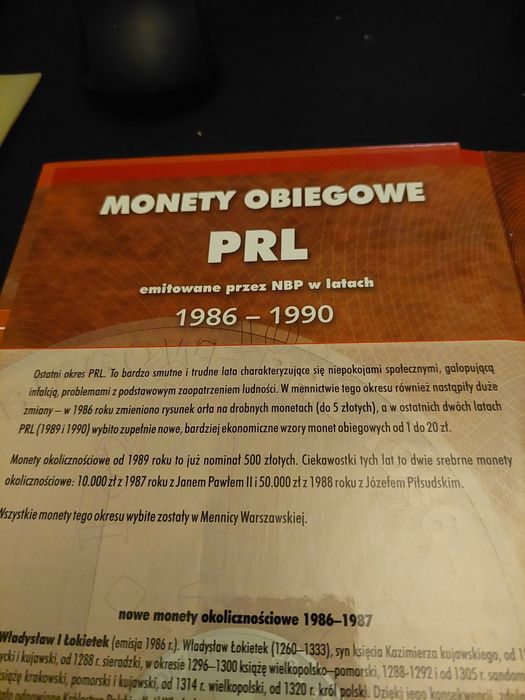 MONETY OBIEGOWE
PRL
emitowane przez NBP w latach
1986 – 1990
Ostatni okres PRL. To bardzo smutne i trudne lata charakteryzujące się niepokojami społecznymi, galopującą
infalcją, problemami z podstawowym zaopatrzeniem ludności. W mennictwie tego okresu również nastąpiły duże
zmiany – w 1986 roku zmieniono rysunek orła na drobnych monetach (do 5 złotych), a w ostatnich dwóch latach
PRL (1989 i 1990) wybito zupełnie nowe, bardziej ekonomiczne wzory monet obiegowych od 1 do 20 zł.
Monety okolicznościowe od 1989 roku to już nominał 500 złotych. Ciekawostki tych lat to dwie srebrne monety
okolicznościowe: 10.000 zł z 1987 roku z Janem Pawłem II i 50.000 zł z 1988 roku z Józefem Piłsudskim.
Wszystkie monety tego okresu wybite zostały w Mennicy Warszawskiej.
nowe monety okolicznościowe 1986–1987
Władysław I Łokietek (emisja 1986 r.). Władysław Łokietek (1260–1333), syn księcia Kazimierza kujawskiego, od
i kujawski, od 1288 r. sieradzki, w okresie 1296–1300 książę wielkopolsko–pomorski, 1288-1292 i od 1305 r.
książę krakowski, pomorski i kujawski, od 1314 r. wielkopolski, od 1320 r. król polski. Dzięki jego